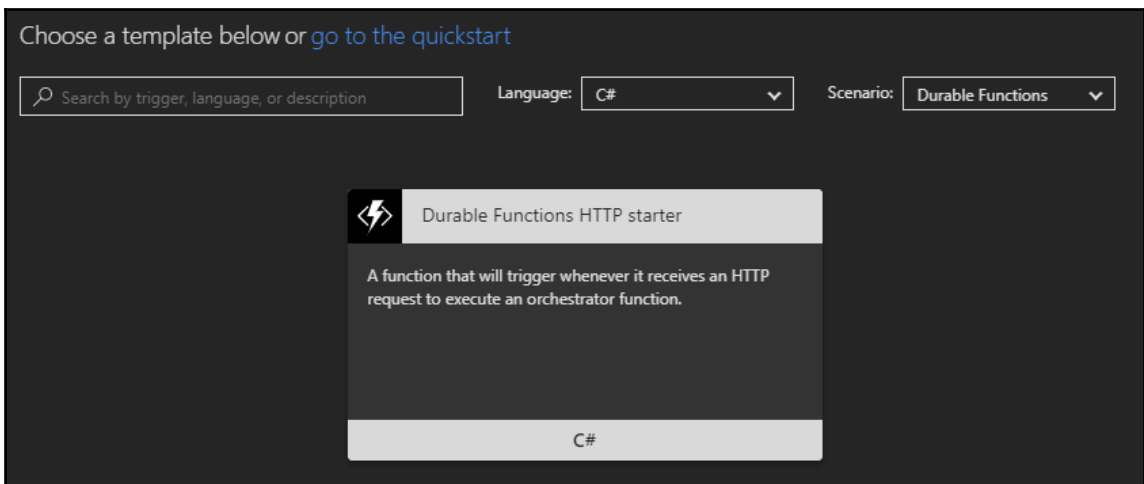 Choose a template below or go to the quickstart
Search by trigger, language, or description
Language: C#
Scenario: Durable Functions
Durable Functions HTTP starter
A function that will trigger whenever it receives an HTTP
request to execute an orchestrator function.
C#